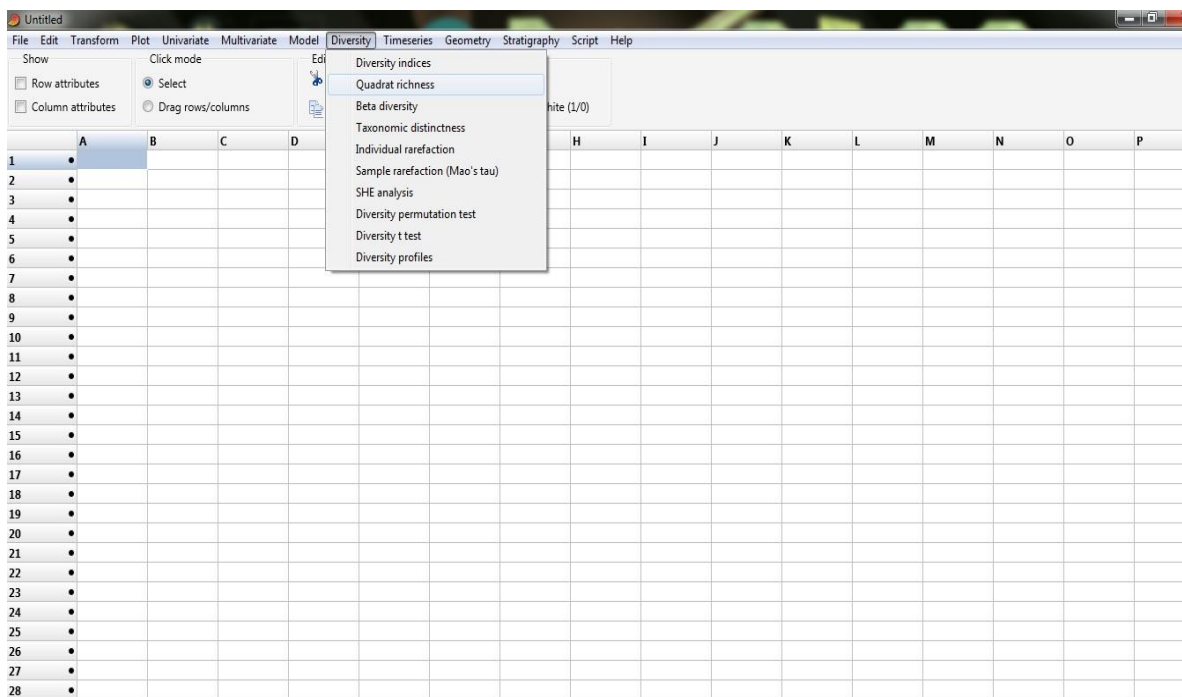 Untitled
File Edit Transform Plot Univariate Multivariate Model Diversity Timeseries Geometry Stratigraphy Script Help
Show Click mode Edi
Row attributes Select
Column attributes Drag rows/columns hite (1/0)
Diversity indices
Quadrat richness
Beta diversity
Taxonomic distinctness
Individual rarefaction
Sample rarefaction (Mao's tau)
SHE analysis
Diversity permutation test
Diversity t test
Diversity profiles
A B C D H I J K L M N O P
1
2
3
4
5
6
7
8
9
10
11
12
13
14
15
16
17
18
19
20
21
22
23
24
25
26
27
28